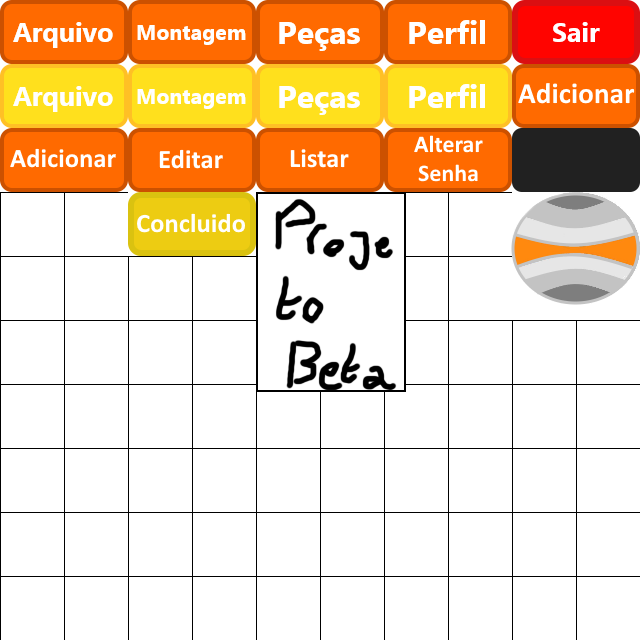 Arquivo Montagem Peças Perfil Sair
Arquivo Montagem Peças Perfil Adicionar
Adicionar Editar Listar Alterar
Senha
Concluido
Proje
to
Beta